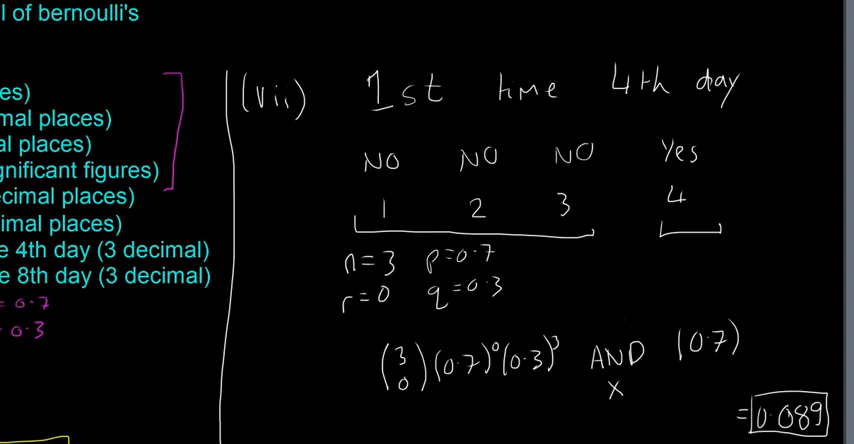 l of bernoulli's
es)
mal places)
al places)
gnificant figures)
ecimal places)
imal places)
e 4th day (3 decimal)
e 8th day (3 decimal)
= 0.7
0.3
(vii) 1st time 4th day
NO NO NO Yes
1 2 3 4
n=3 p=0.7
r=0 q=0.3
(3 0)(0.7)^0(0.3)^3 AND (0.7)
×
= 0.089